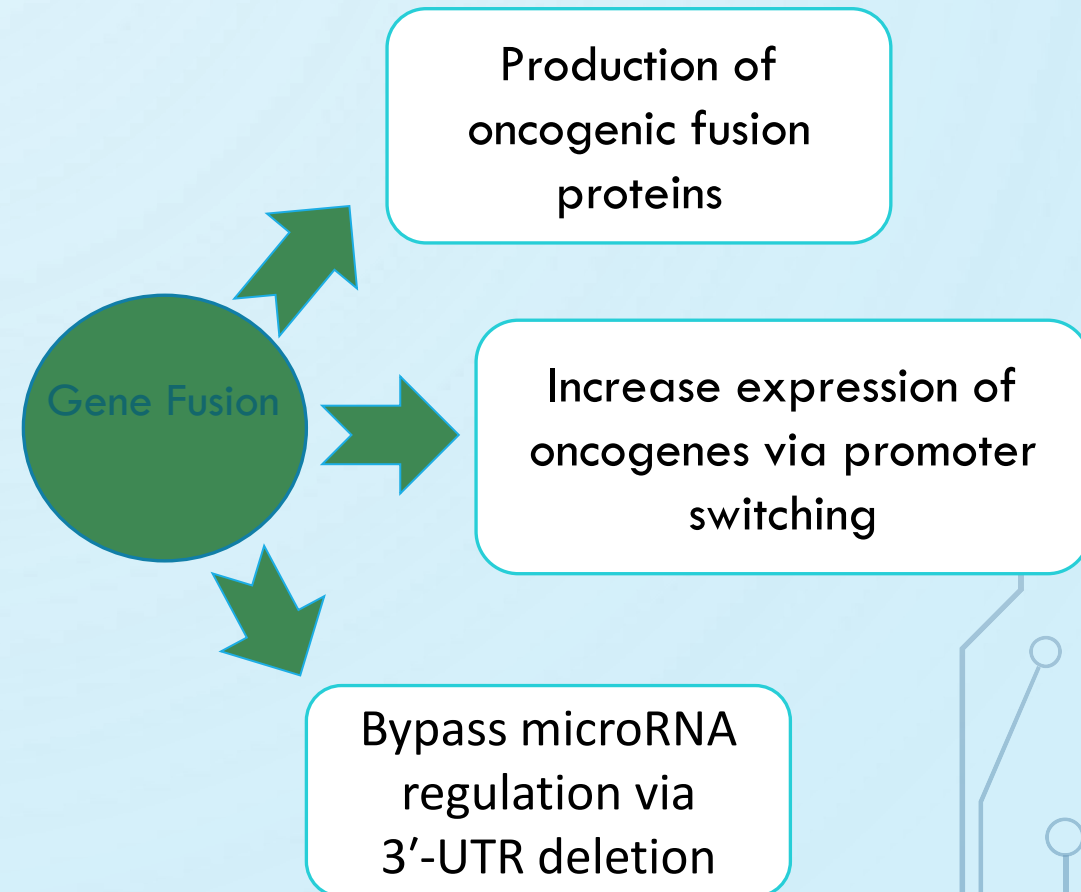 Production of
oncogenic fusion
proteins
Gene Fusion
Increase expression of
oncogenes via promoter
switching
Bypass microRNA
regulation via
3′-UTR deletion